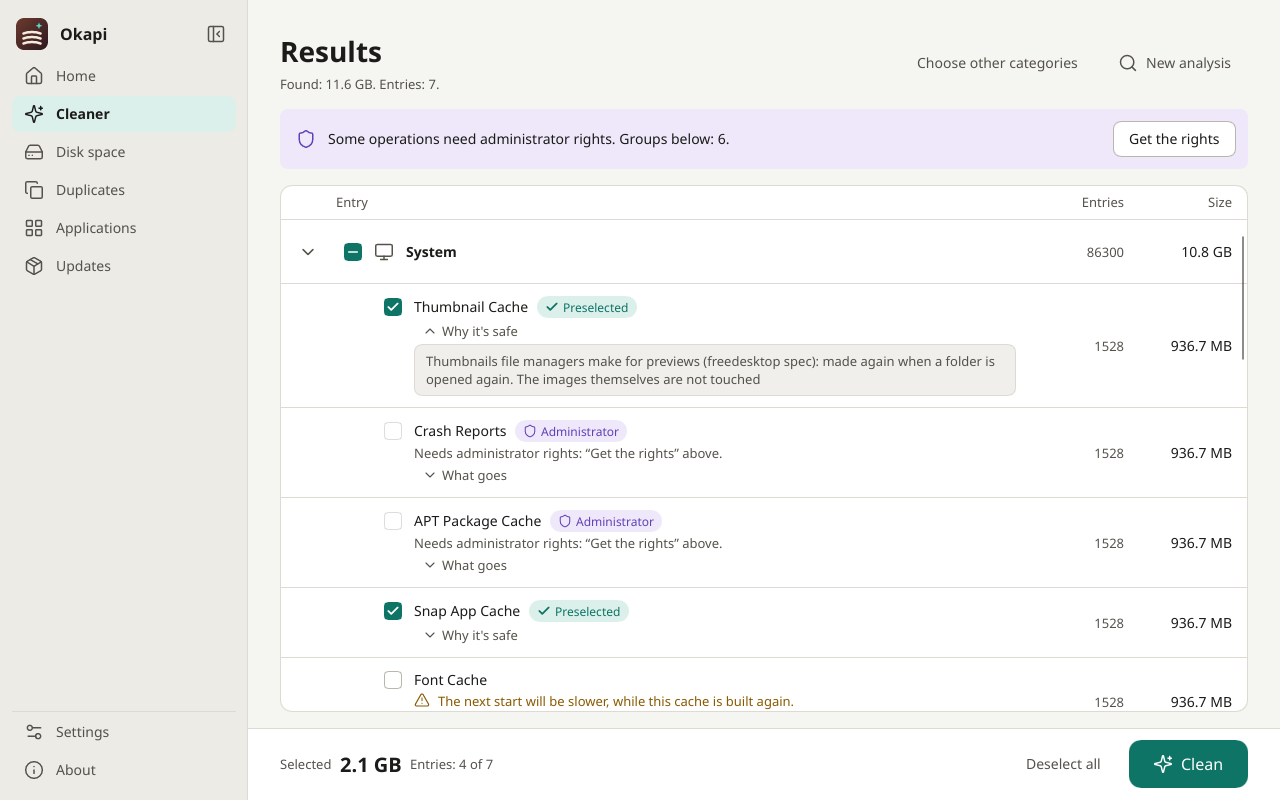 Okapi
Home
Cleaner
Disk space
Duplicates
Applications
Updates
Settings
About
Results
Found: 11.6 GB. Entries: 7.
Choose other categories
New analysis
Some operations need administrator rights. Groups below: 6.
Get the rights
Entry Entries Size
System 86300 10.8 GB
Thumbnail Cache Preselected
Why it's safe
Thumbnails file managers make for previews (freedesktop spec): made again when a folder is
opened again. The images themselves are not touched
1528 936.7 MB
Crash Reports Administrator
Needs administrator rights: “Get the rights” above.
What goes
1528 936.7 MB
APT Package Cache Administrator
Needs administrator rights: “Get the rights” above.
What goes
1528 936.7 MB
Snap App Cache Preselected
Why it's safe
1528 936.7 MB
Font Cache
The next start will be slower, while this cache is built again.
1528 936.7 MB
Selected 2.1 GB Entries: 4 of 7
Deselect all
Clean